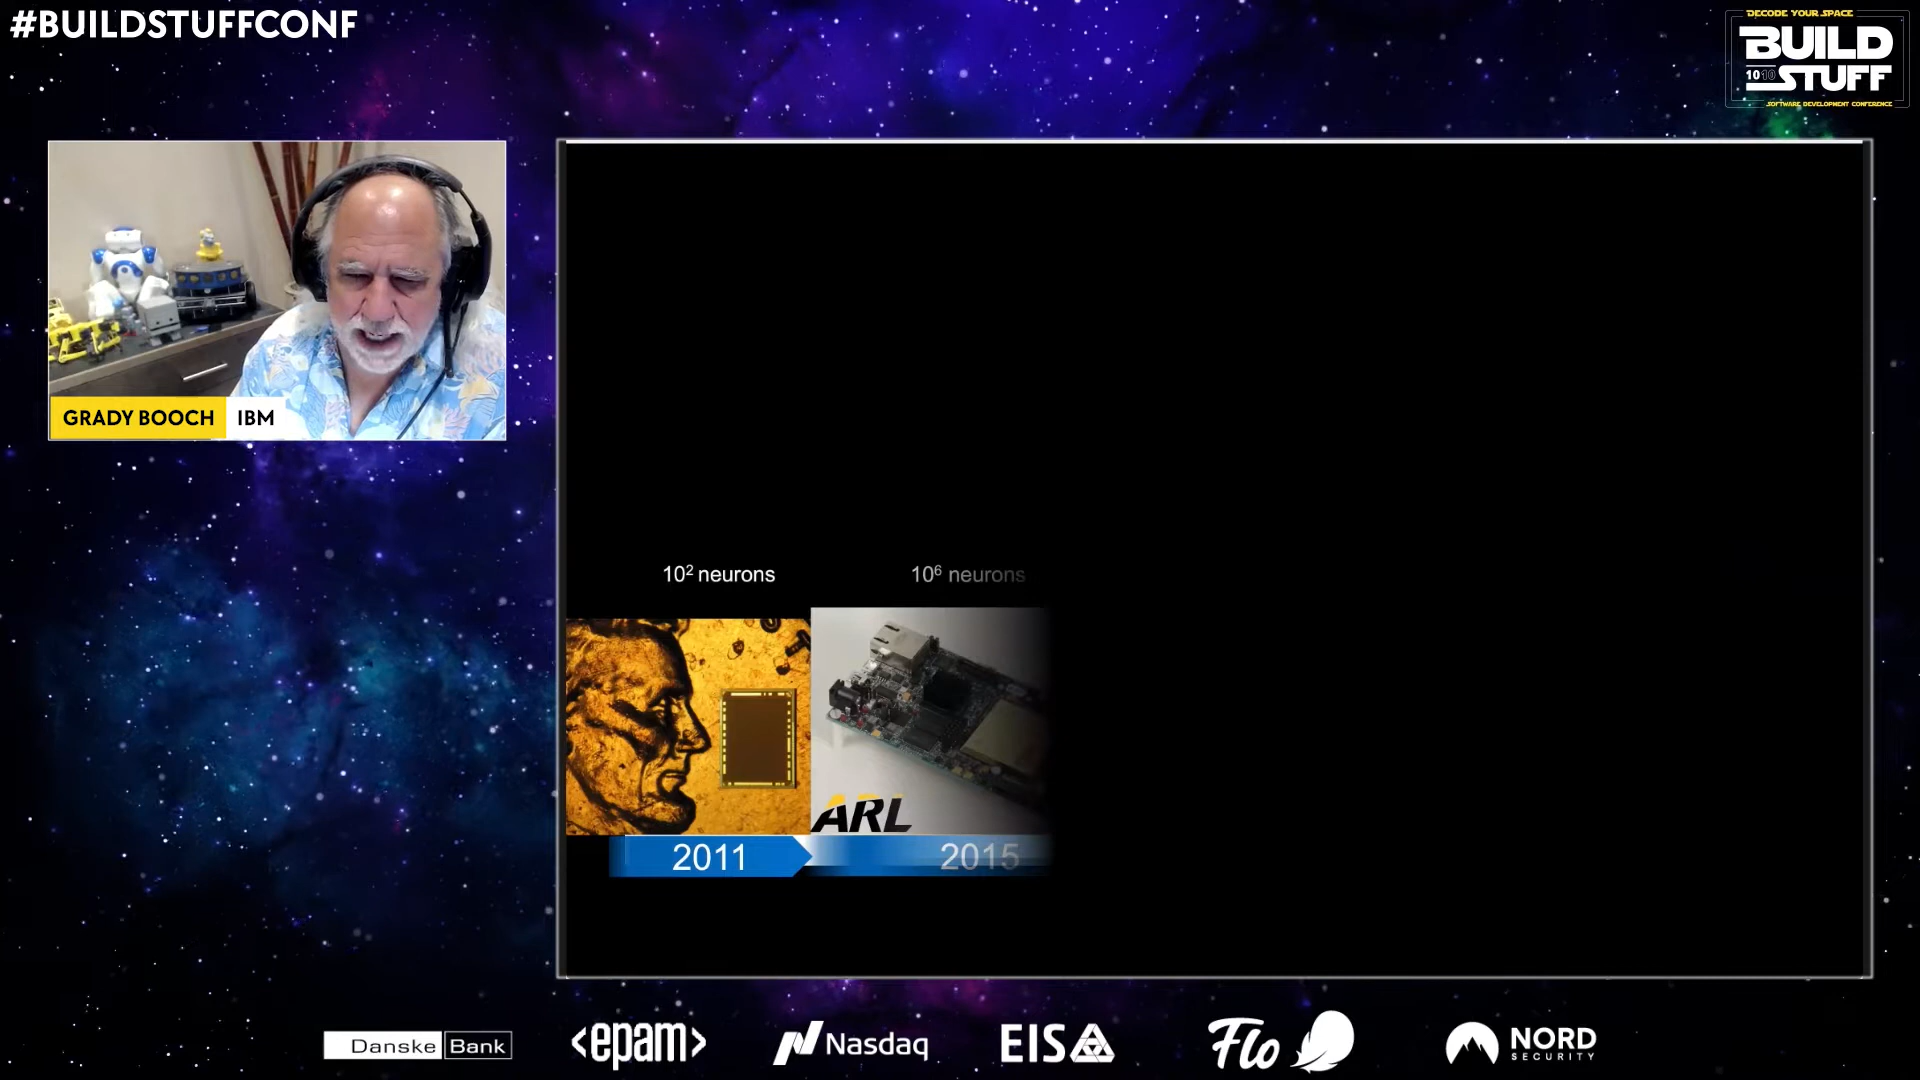 #BUILDSTUFFCONF
DECODE YOUR SPACE
BUILD
1010 STUFF
SOFTWARE DEVELOPMENT CONFERENCE
GRADY BOOCH IBM
10² neurons 10⁶ neurons
ARL
2011 2015
Danske Bank <epam> Nasdaq EIS Flo NORD
SECURITY